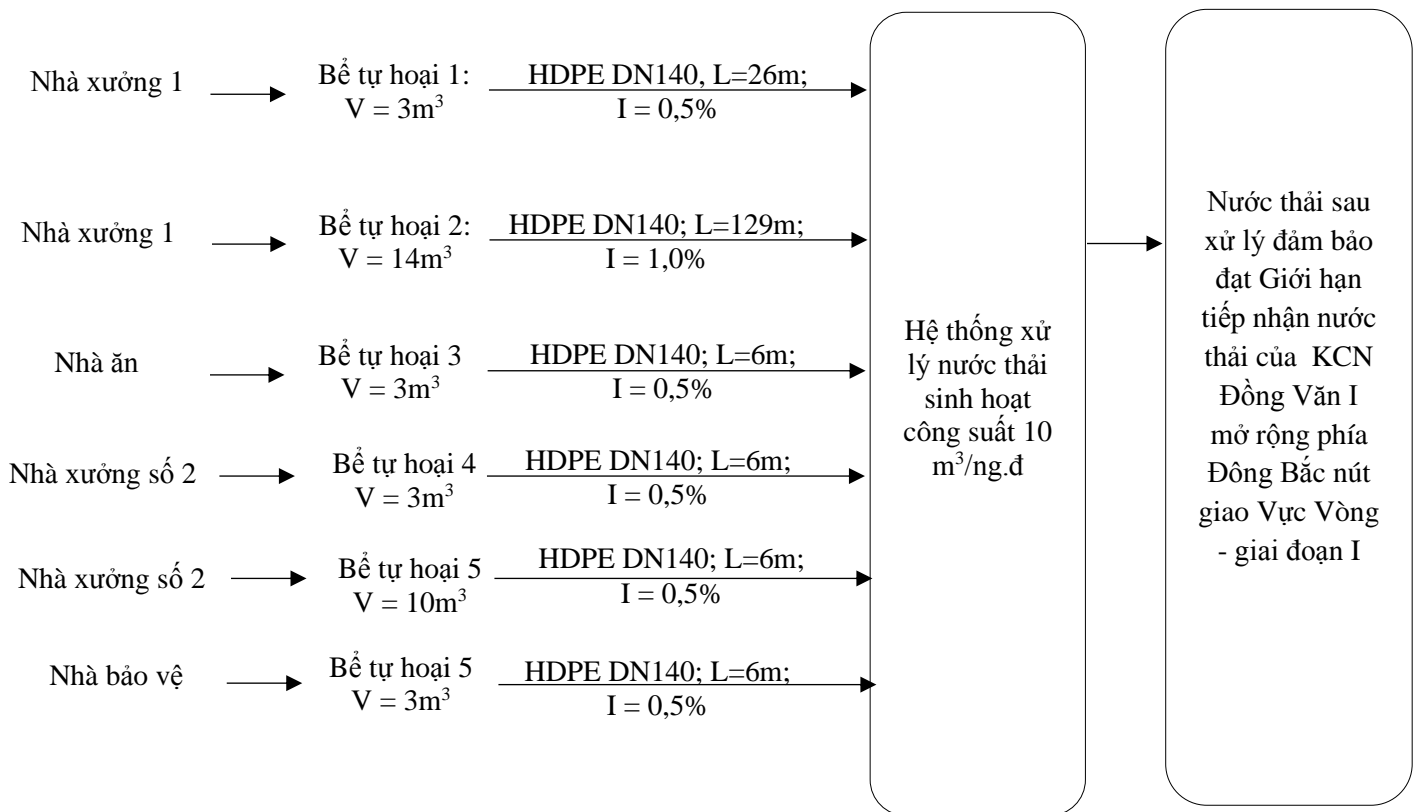 Nhà xưởng 1
Bể tự hoại 1:
V = 3m³
HDPE DN140, L=26m;
I = 0,5%
Nhà xưởng 1
Bể tự hoại 2:
V = 14m³
HDPE DN140; L=129m;
I = 1,0%
Nhà ăn
Bể tự hoại 3
V = 3m³
HDPE DN140; L=6m;
I = 0,5%
Nhà xưởng số 2
Bể tự hoại 4
V = 3m³
HDPE DN140; L=6m;
I = 0,5%
Nhà xưởng số 2
Bể tự hoại 5
V = 10m³
HDPE DN140; L=6m;
I = 0,5%
Nhà bảo vệ
Bể tự hoại 5
V = 3m³
HDPE DN140; L=6m;
I = 0,5%
Hệ thống xử
lý nước thải
sinh hoạt
công suất 10
m³/ng.đ
Nước thải sau
xử lý đảm bảo
đạt Giới hạn
tiếp nhận nước
thải của KCN
Đồng Văn I
mở rộng phía
Đông Bắc nút
giao Vực Vòng
- giai đoạn I